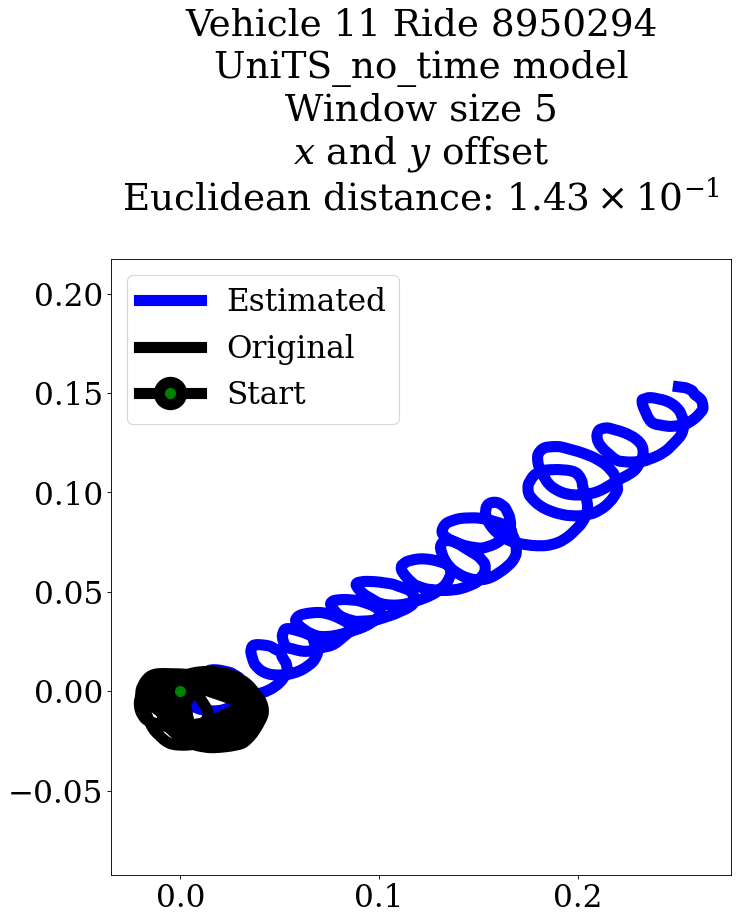 Vehicle 11 Ride 8950294
UniTS_no_time model
Window size 5
x and y offset
Euclidean distance: 1.43 × 10⁻¹
0.20
Estimated
Original
Start
0.15
0.10
0.05
0.00
−0.05
0.0 0.1 0.2